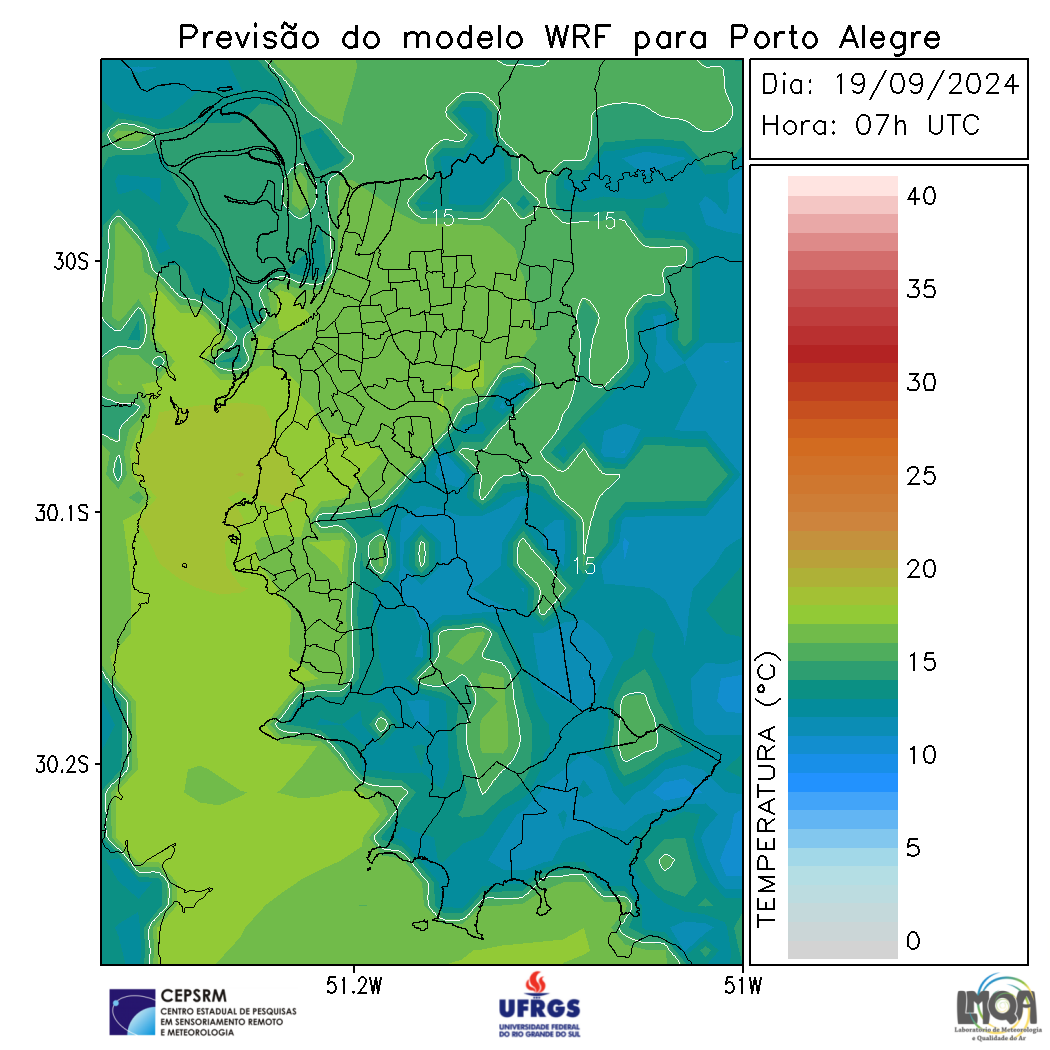 Previsão do modelo WRF para Porto Alegre
Dia: 19/09/2024
Hora: 07h UTC
40
35
30
25
20
15
10
5
0
TEMPERATURA (°C)
30S
30.1S
30.2S
51.2W
51W
15
15
15
CEPSRM
CENTRO ESTADUAL DE PESQUISAS
EM SENSORIAMENTO REMOTO
E METEOROLOGIA
UFRGS
UNIVERSIDADE FEDERAL
DO RIO GRANDE DO SUL
LMQA
Laboratório de Meteorologia
e Qualidade do Ar